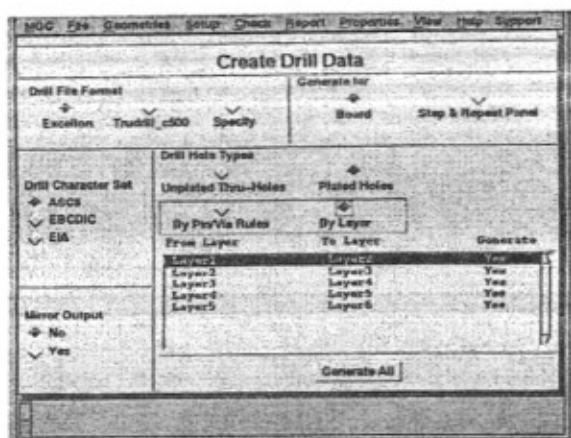 MGC File Geometries Setup Check Report Properties View Help Support
Create Drill Data
Drill File Format
Excellon Trudrill_c500 Specify
Generate for
Board Step & Repeat Panel
Drill Character Set
ASCII
EBCDIC
EIA
Drill Hole Types
Unplated Thru-Holes Plated Holes
By Pin/Via Rules By Layer
From Layer To Layer Generate
Layer1 Layer2 Yes
Layer2 Layer3 Yes
Layer3 Layer4 Yes
Layer4 Layer5 Yes
Layer5 Layer6 Yes
Mirror Output
No
Yes
Generate All